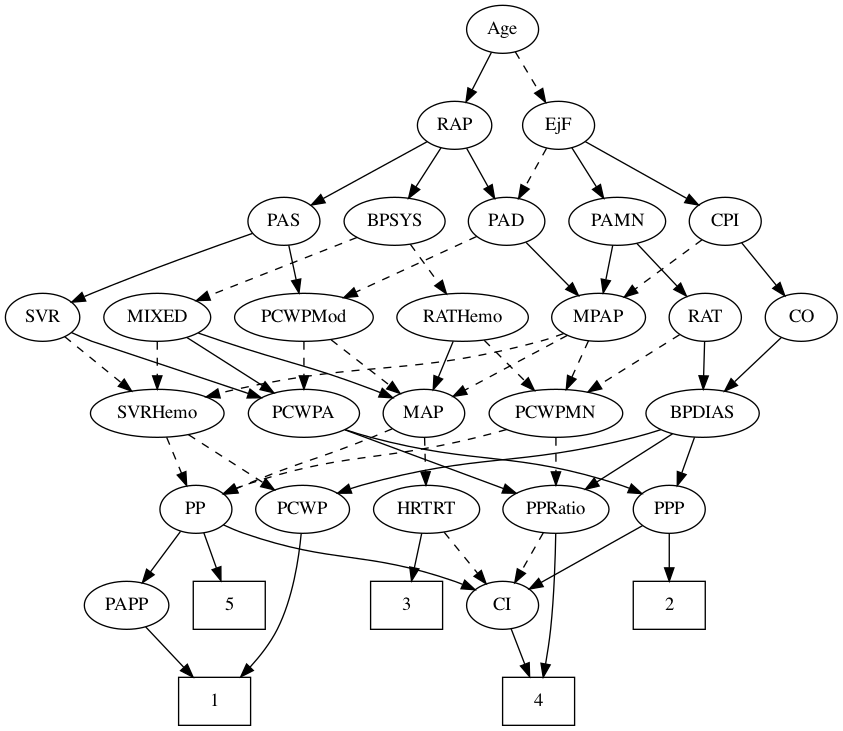 Age
RAP EjF
PAS BPSYS PAD PAMN CPI
SVR MIXED PCWPMod RATHemo MPAP RAT CO
SVRHemo PCWPA MAP PCWPMN BPDIAS
PP PCWP HRTRT PPRatio PPP
PAPP 5 3 CI 2
1 4